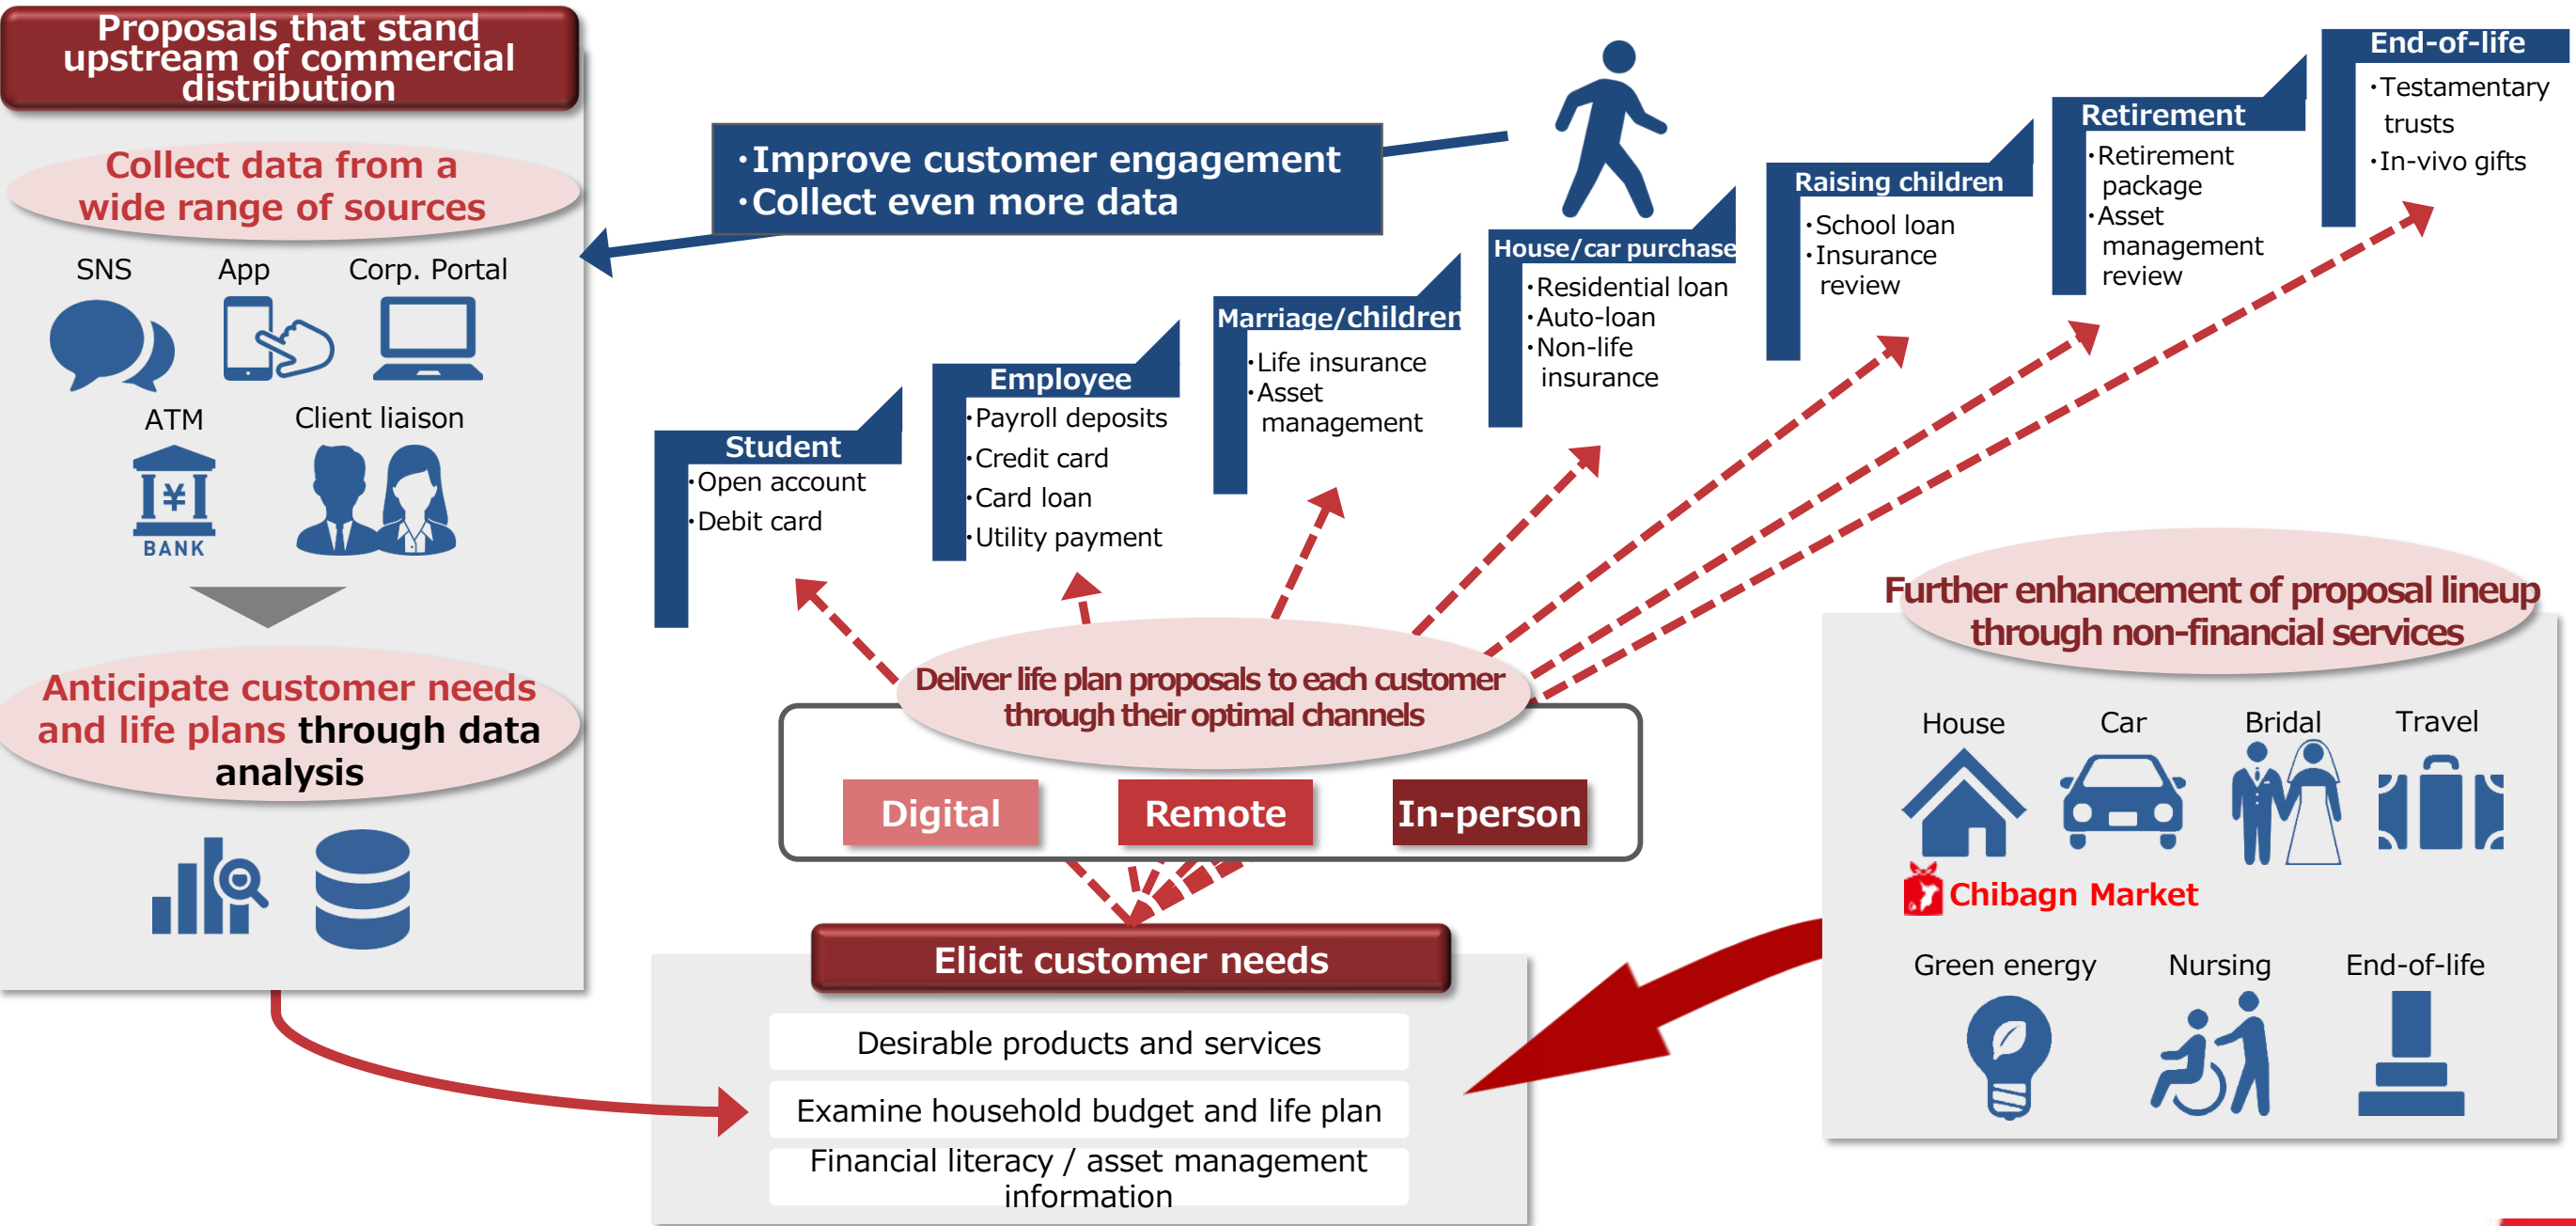 Proposals that stand
upstream of commercial
distribution
Collect data from a
wide range of sources
SNS
App
Corp. Portal
ATM
Client liaison
¥
BANK
Anticipate customer needs
and life plans through data
analysis
・Improve customer engagement
・Collect even more data
Student
・Open account
・Debit card
Employee
・Payroll deposits
・Credit card
・Card loan
・Utility payment
Marriage/children
・Life insurance
・Asset
management
House/car purchase
・Residential loan
・Auto-loan
・Non-life
insurance
Raising children
・School loan
・Insurance
review
Retirement
・Retirement
package
・Asset
management
review
End-of-life
・Testamentary
trusts
・In-vivo gifts
Deliver life plan proposals to each customer
through their optimal channels
Digital
Remote
In-person
Elicit customer needs
Desirable products and services
Examine household budget and life plan
Financial literacy / asset management
information
Further enhancement of proposal lineup
through non-financial services
House
Car
Bridal
Travel
Chibagn Market
Green energy
Nursing
End-of-life